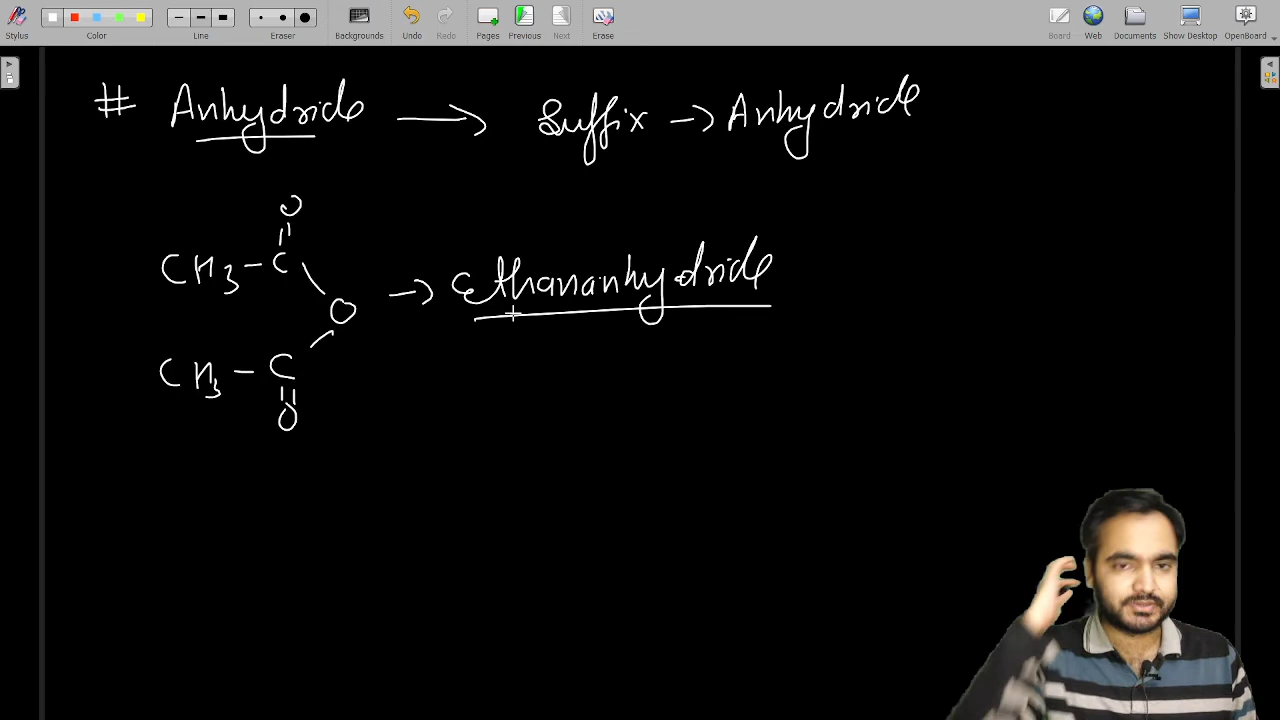 Stylus Color Line Eraser Backgrounds Undo Redo Pages Previous Next Erase Board Web Documents Show Desktop OpenBoard
# Anhydride → Suffix → Anhydride
O
CH3 - C
O → Ethananhydride
CH3 - C
O